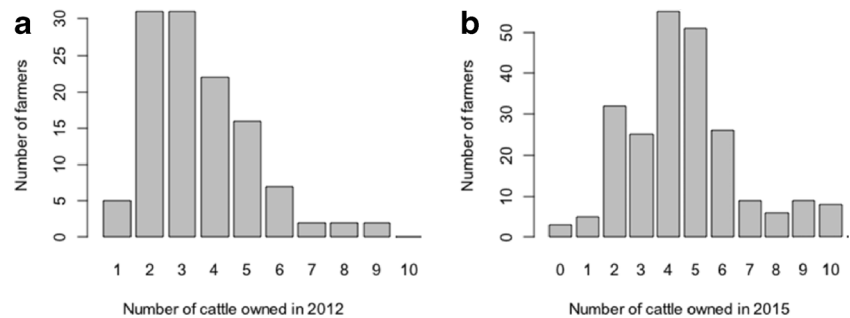 a
Number of farmers
30
25
20
15
10
5
0
1 2 3 4 5 6 7 8 9 10
Number of cattle owned in 2012
b
Number of farmers
50
40
30
20
10
0
0 1 2 3 4 5 6 7 8 9 10
Number of cattle owned in 2015